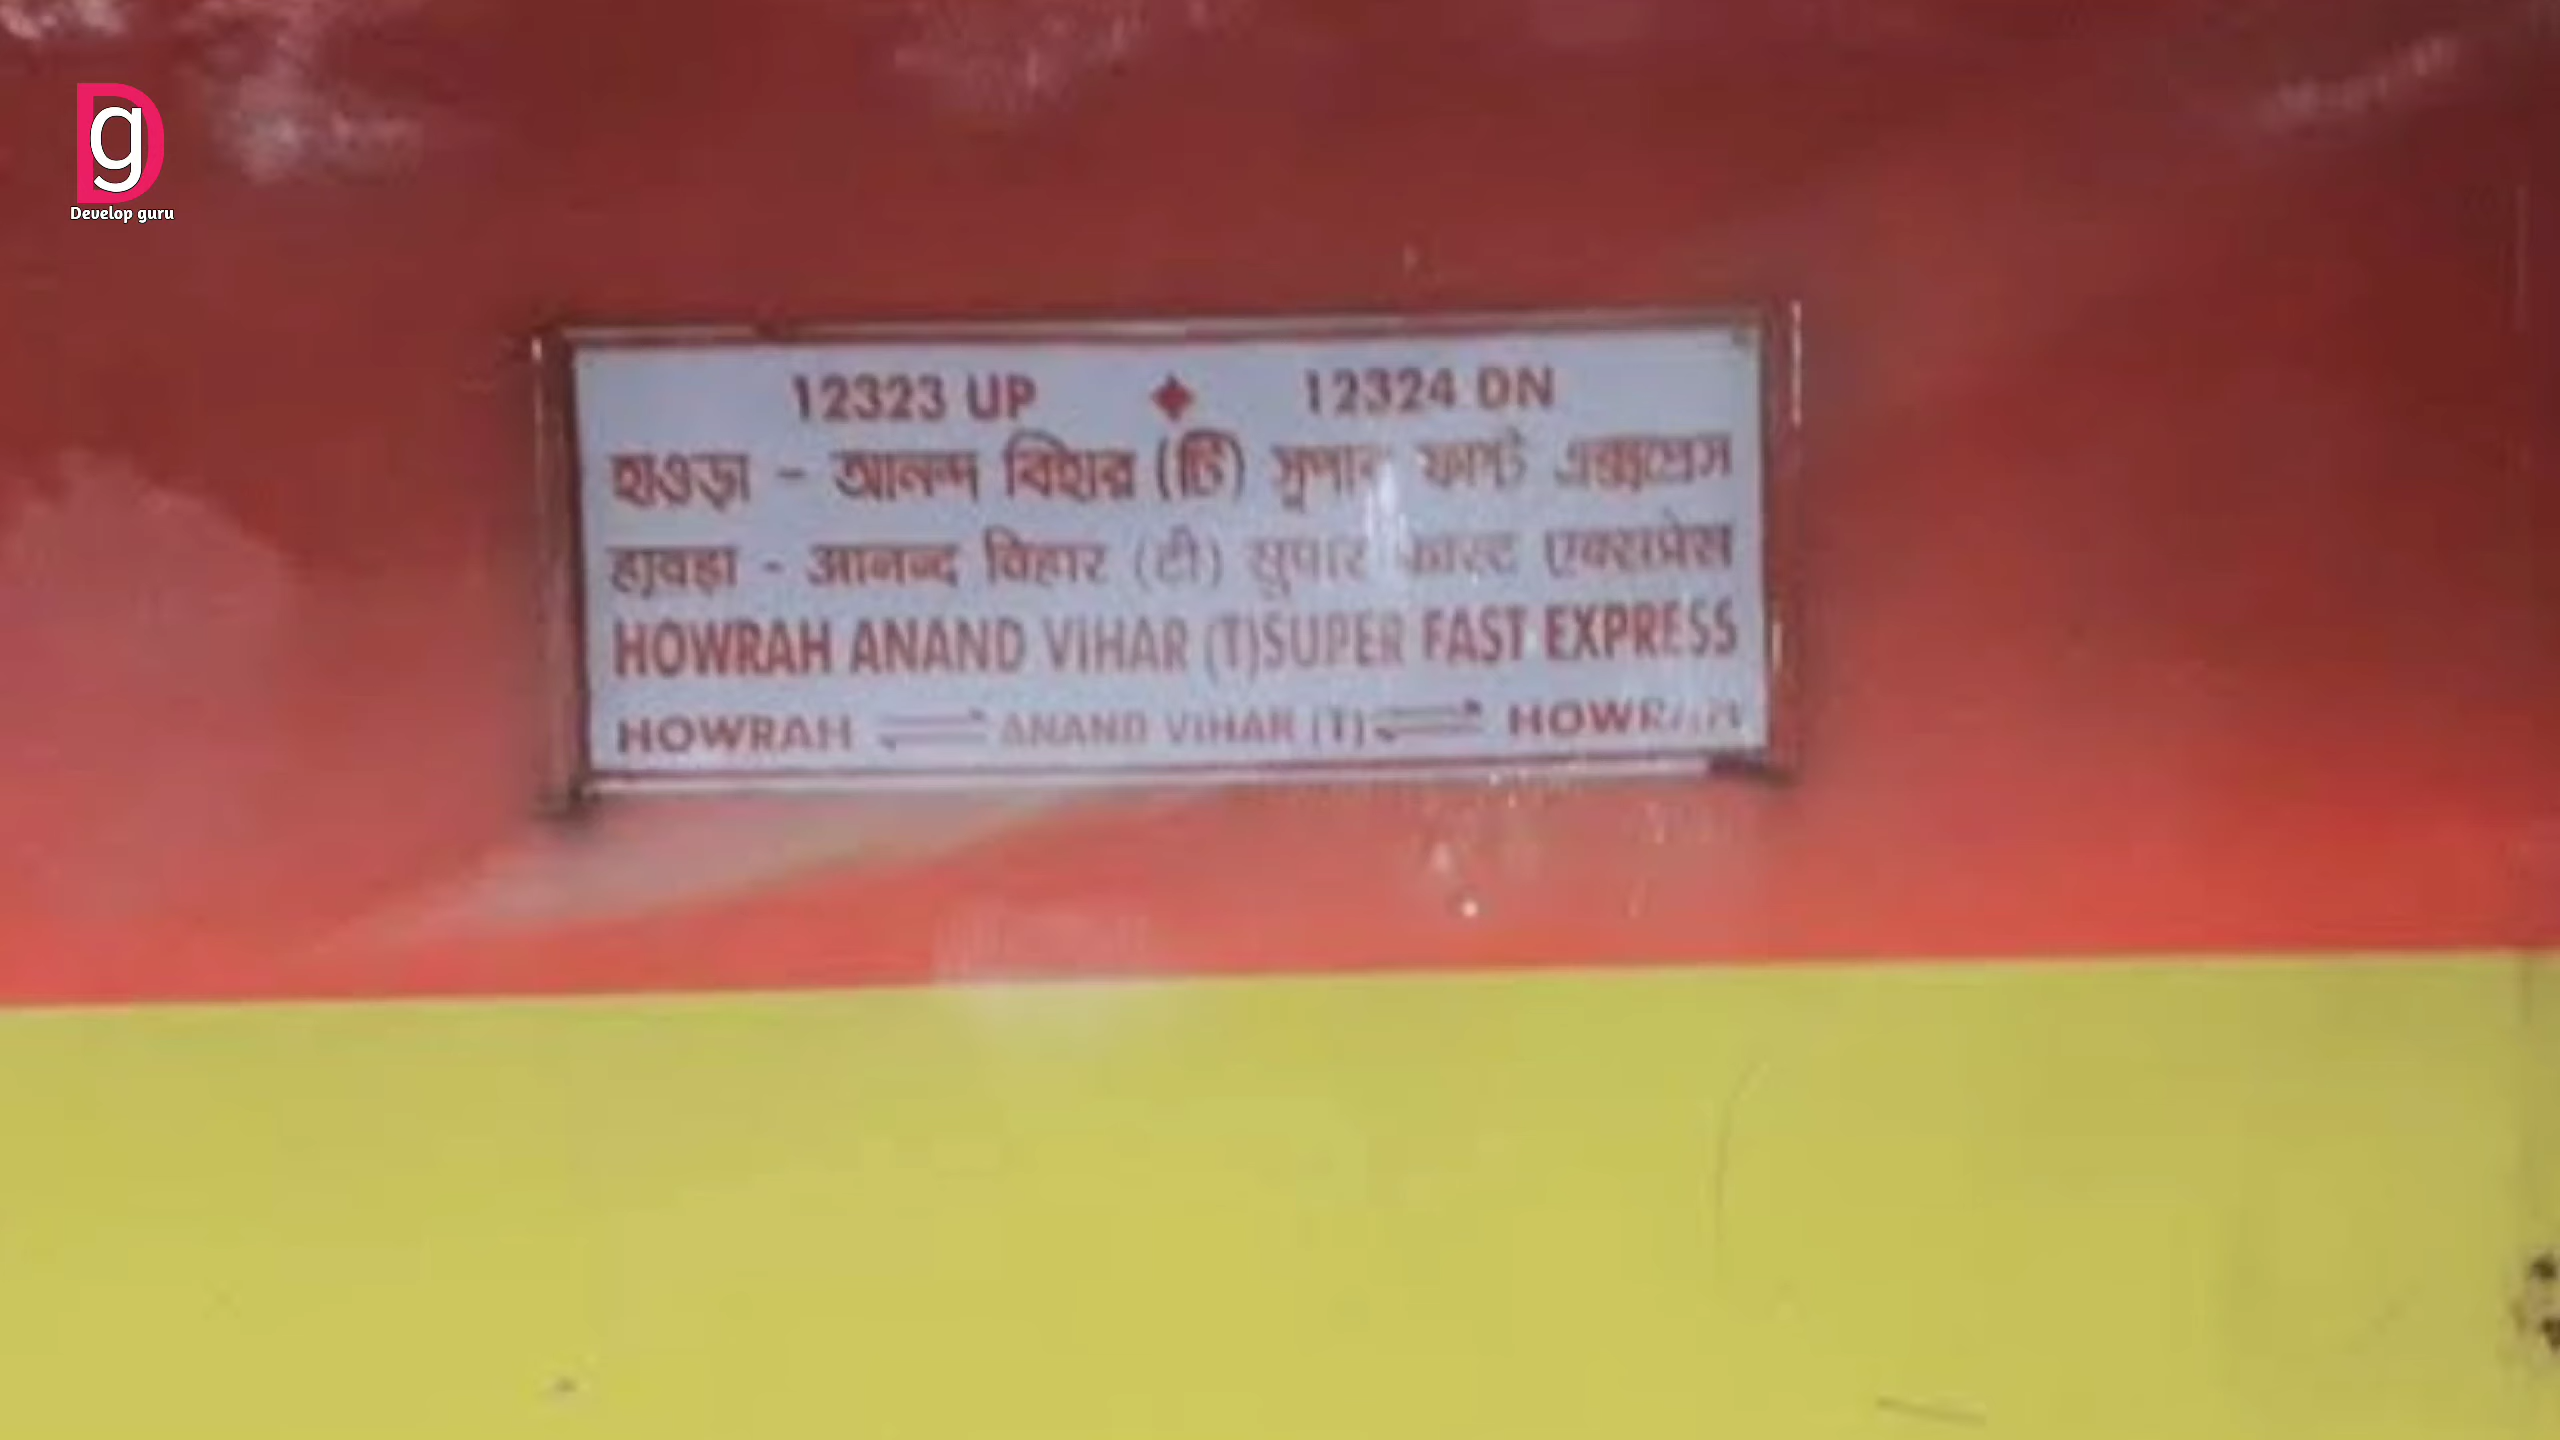 Dg
Develop guru
12323 UP ◆ 12324 DN
হাওড়া - আনন্দ বিহার (টি) সুপার ফাস্ট এক্সপ্রেস
हावड़ा - आनन्द विहार (टी) सुपार फास्ट एक्सप्रेस
HOWRAH ANAND VIHAR (T)SUPER FAST EXPRESS
HOWRAH ⇌ ANAND VIHAR (T) ⇌ HOWRAH